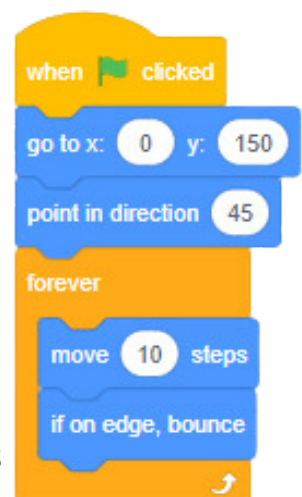 when clicked
go to x: 0 y: 150
point in direction 45
forever
move 10 steps
if on edge, bounce